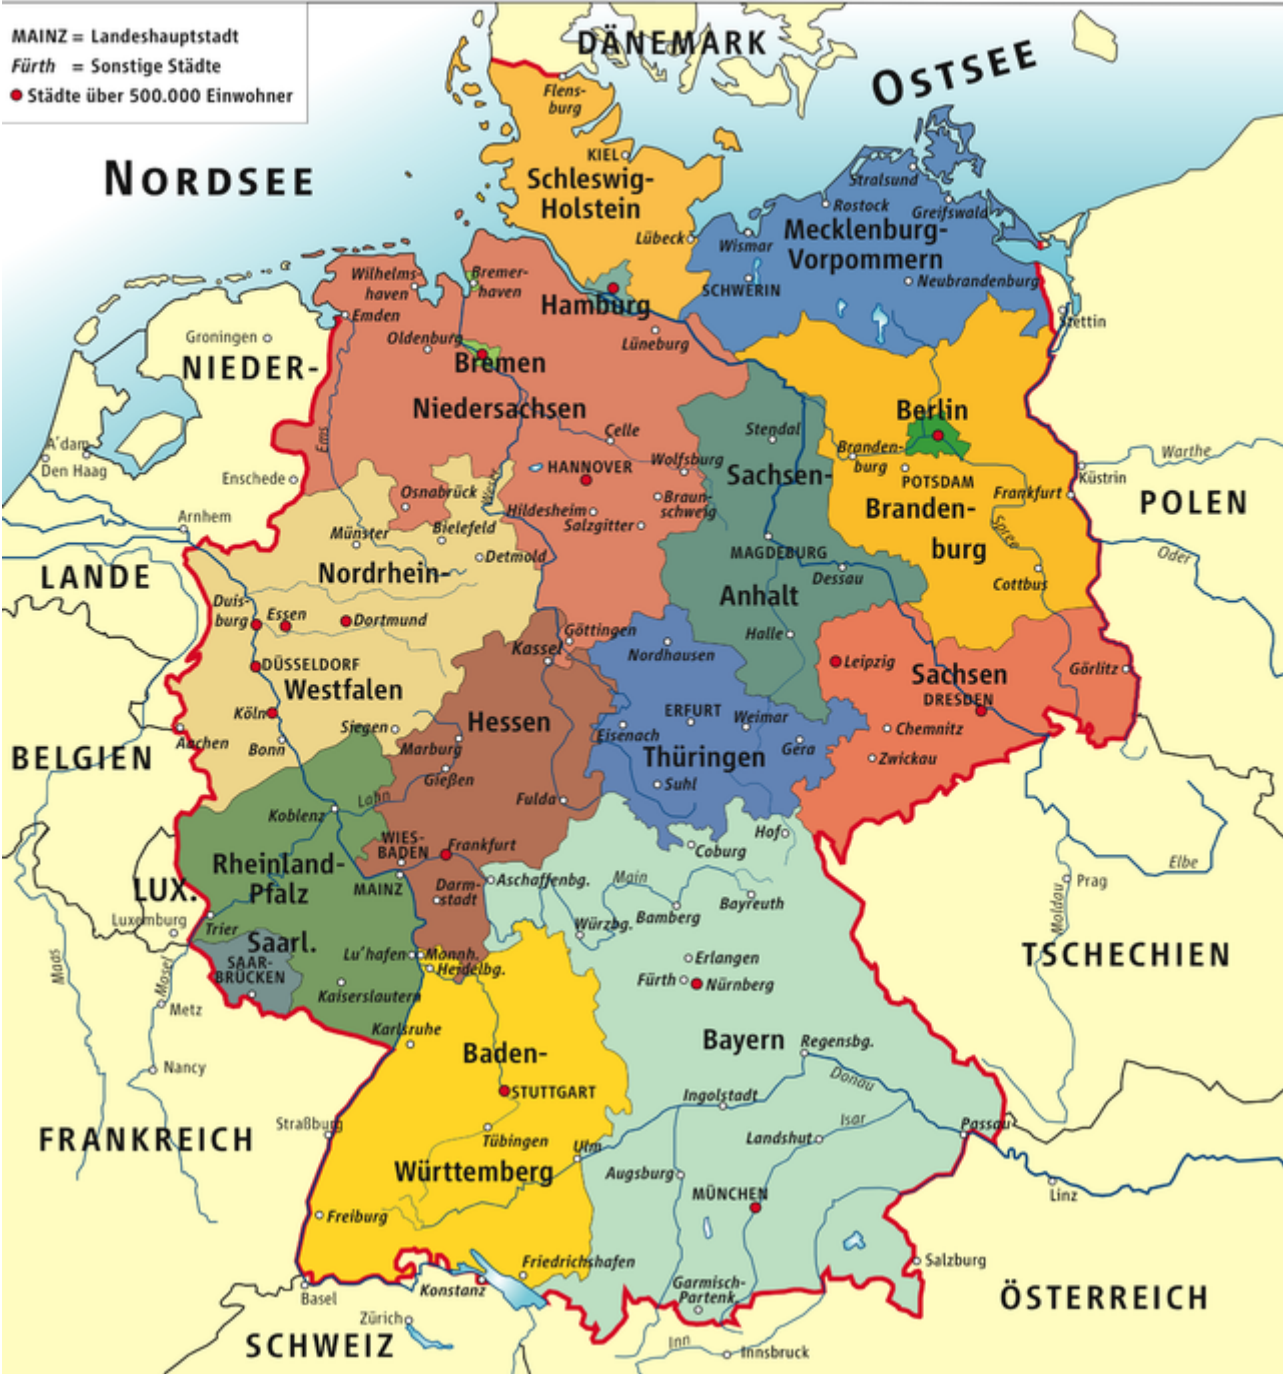 MAINZ = Landeshauptstadt
Fürth = Sonstige Städte
Städte über 500.000 Einwohner
DÄNEMARK
OSTSEE
NORDSEE
Flens-
burg
KIEL
Schleswig-
Holstein
Lübeck
Stralsund
Rostock
Greifswald
Wismar
Mecklenburg-
Vorpommern
SCHWERIN
Neubrandenburg
Stettin
Wilhelms-
haven
Bremer-
haven
Hamburg
Emden
Oldenburg
Lüneburg
Bremen
Niedersachsen
Groningen
NIEDER-
A'dam
Den Haag
Enschede
Arnhem
LANDE
Ems
Weser
Celle
HANNOVER
Wolfsburg
Braun-
schweig
Hildesheim
Salzgitter
Osnabrück
Stendal
Sachsen-
MAGDEBURG
Dessau
Anhalt
Halle
Berlin
Branden-
burg
POTSDAM
Branden-
burg
Frankfurt
Spree
Cottbus
Küstrin
Warthe
POLEN
Oder
Münster
Bielefeld
Detmold
Nordrhein-
Duis-
burg
Essen
Dortmund
DÜSSELDORF
Westfalen
Köln
Siegen
Aachen
Bonn
Göttingen
Kassel
Nordhausen
Leipzig
Sachsen
DRESDEN
Görlitz
Chemnitz
Zwickau
Hessen
Marburg
Gießen
Fulda
Eisenach
ERFURT
Weimar
Thüringen
Gera
Suhl
BELGIEN
Koblenz
Lahn
WIES-
BADEN
Frankfurt
MAINZ
Darm-
stadt
Rheinland-
Pfalz
LUX.
Luxemburg
Trier
Saarl.
SAAR-
BRÜCKEN
Kaiserslautern
Lu'hafen
Mannh.
Heidelbg.
Maas
Mosel
Metz
Nancy
Hof
Coburg
Aschaffenbg.
Main
Bayreuth
Bamberg
Würzbg.
Erlangen
Fürth
Nürnberg
Elbe
Prag
Moldau
TSCHECHIEN
Karlsruhe
Baden-
STUTTGART
Tübingen
Württemberg
Ulm
Straßburg
FRANKREICH
Freiburg
Friedrichshafen
Konstanz
Basel
Zürich
SCHWEIZ
Bayern
Regensbg.
Donau
Ingolstadt
Isar
Landshut
Passau
Augsburg
MÜNCHEN
Linz
Salzburg
Garmisch-
Partenk.
Inn
Innsbruck
ÖSTERREICH